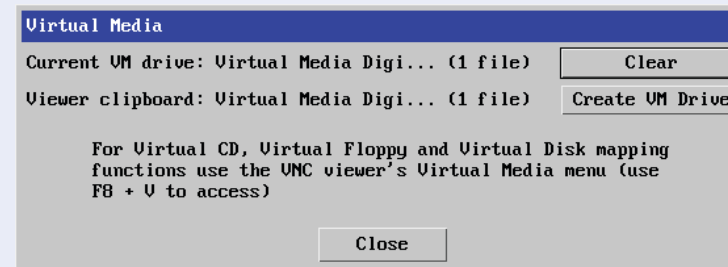 Virtual Media
Current VM drive: Virtual Media Digi... (1 file) Clear
Viewer clipboard: Virtual Media Digi... (1 file) Create VM Drive
For Virtual CD, Virtual Floppy and Virtual Disk mapping
functions use the VNC viewer's Virtual Media menu (use
F8 + V to access)
Close